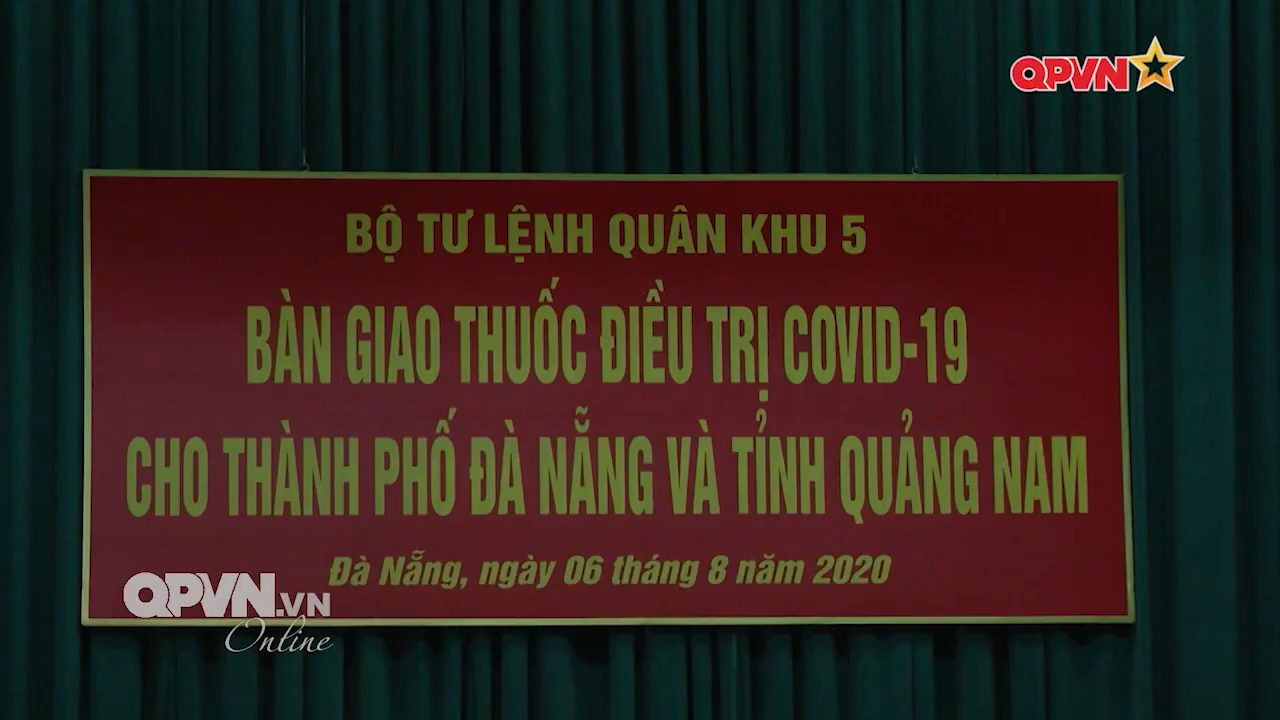 QPVN
BỘ TƯ LỆNH QUÂN KHU 5
BÀN GIAO THUỐC ĐIỀU TRỊ COVID-19
CHO THÀNH PHỐ ĐÀ NẴNG VÀ TỈNH QUẢNG NAM
Đà Nẵng, ngày 06 tháng 8 năm 2020
QPVN.VN
Online